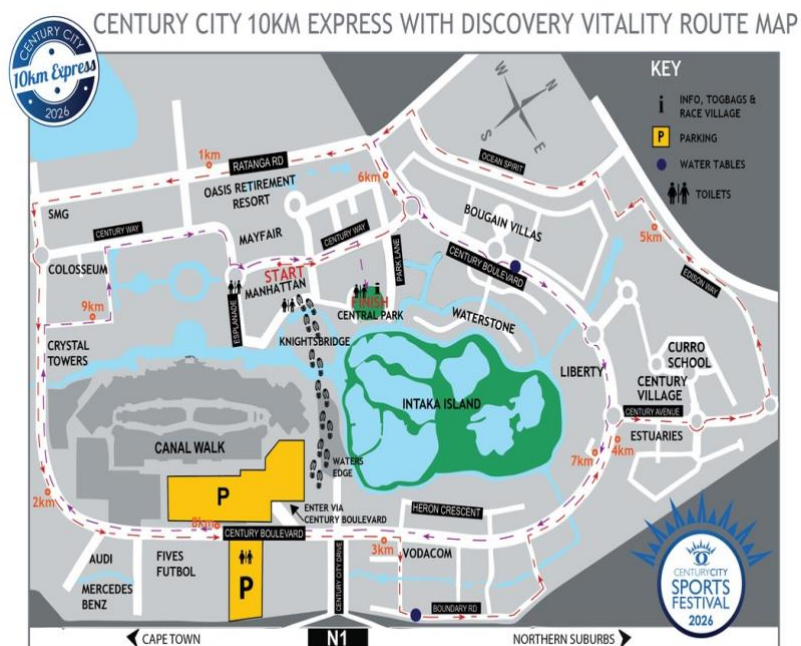 CENTURY CITY 10KM EXPRESS WITH DISCOVERY VITALITY ROUTE MAP
CENTURY CITY
10km Express
2026
KEY
i INFO, TOGBAGS &
RACE VILLAGE
P PARKING
WATER TABLES
TOILETS
W
N
S
E
1km
RATANGA RD
OASIS RETIREMENT
RESORT
6km
OCEAN SPIRIT
SMG
CENTURY WAY
MAYFAIR
CENTURY WAY
BOUGAIN VILLAS
5km
COLOSSEUM
START
MANHATTAN
PARK LANE
CENTURY BOULEVARD
EDISON WAY
9km
ESPLANADE
i
FINISH
CENTRAL PARK
WATERSTONE
CRYSTAL
TOWERS
KNIGHTSBRIDGE
LIBERTY
CURRO
SCHOOL
CENTURY
VILLAGE
INTAKA ISLAND
CENTURY AVENUE
ESTUARIES
CANAL WALK
WATERS
EDGE
7km
4km
2km
P
ENTER VIA
CENTURY BOULEVARD
HERON CRESCENT
8km
CENTURY BOULEVARD
3km
VODACOM
AUDI
FIVES
FUTBOL
P
CENTURY CITY DRIVE
MERCEDES
BENZ
BOUNDARY RD
CENTURYCITY
SPORTS
FESTIVAL
2026
CAPE TOWN
N1
NORTHERN SUBURBS